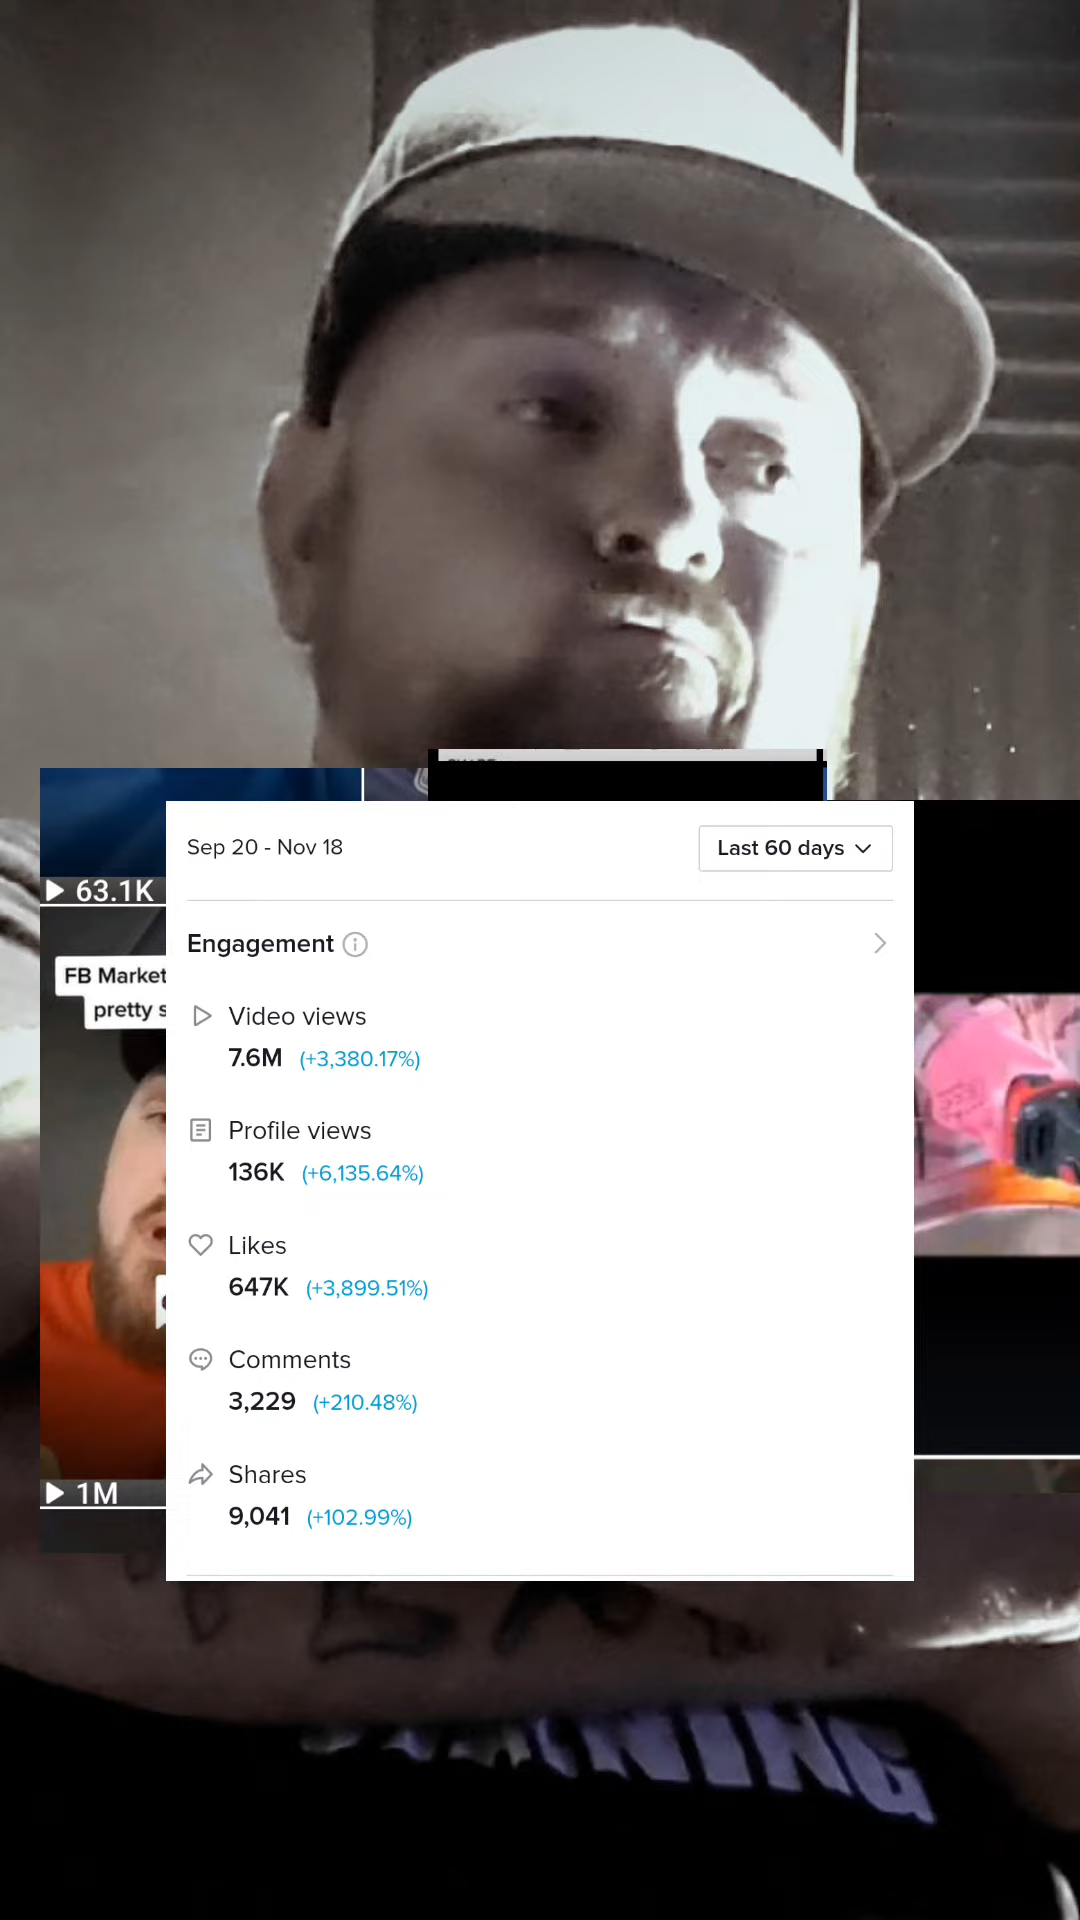 Sep 20 - Nov 18
Last 60 days
63.1K
Engagement
FB Market
pretty s
Video views
7.6M (+3,380.17%)
Profile views
136K (+6,135.64%)
Likes
647K (+3,899.51%)
Comments
3,229 (+210.48%)
1M
Shares
9,041 (+102.99%)